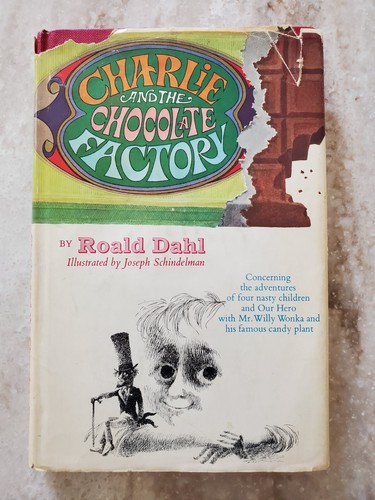 CHARLIE
AND THE
CHOCOLATE
FACTORY
BY Roald Dahl
Illustrated by Joseph Schindelman
Concerning
the adventures
of four nasty children
and Our Hero
with Mr. Willy Wonka and
his famous candy plant